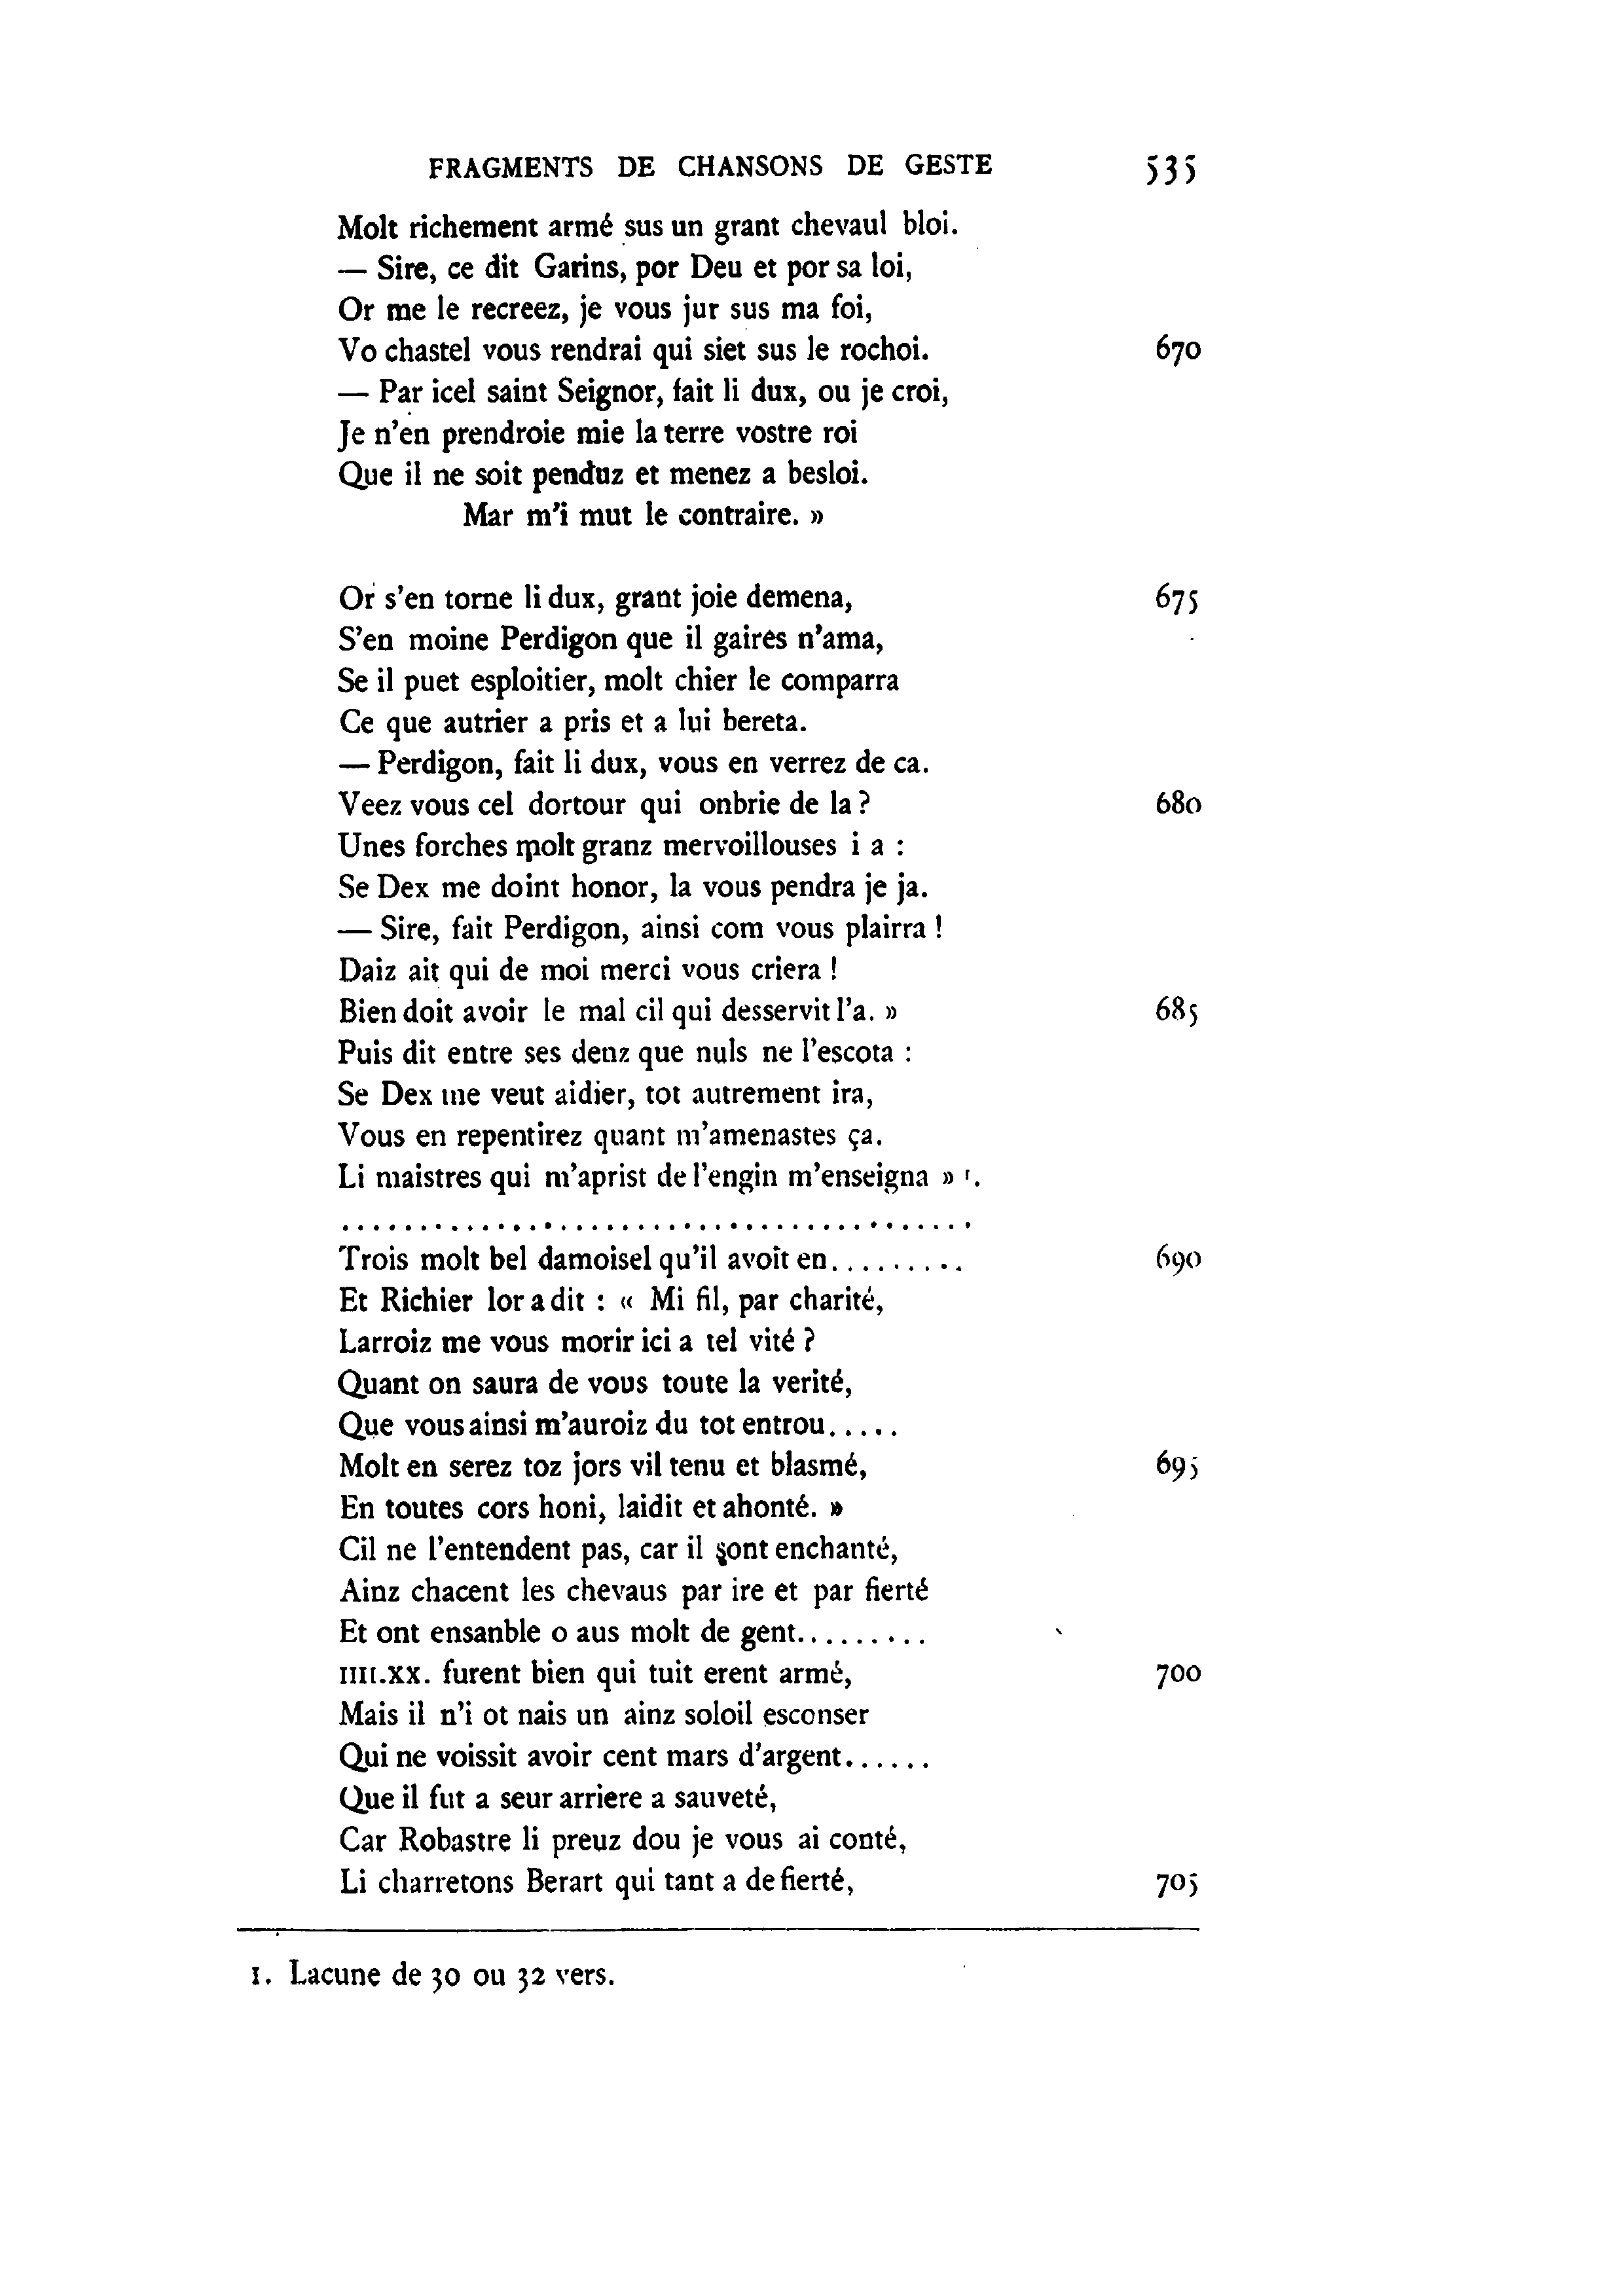 FRAGMENTS DE CHANSONS DE GESTE 535
Molt richement armé sus un grant chevaul bloi.
— Sire, ce dit Garins, por Deu et por sa loi,
Or me le recreez, je vous jur sus ma foi,
Vo chastel vous rendrai qui siet sus le rochoi. 670
— Par icel saint Seignor, fait li dux, ou je croi,
Je n'en prendroie mie la terre vostre roi
Que il ne soit penduz et menez a besloi.
Mar m'i mut le contraire. »
Or s'en torne li dux, grant joie demena, 675
S'en moine Perdigon que il gaires n'ama,
Se il puet esploitier, molt chier le comparra
Ce que autrier a pris et a lui bereta.
— Perdigon, fait li dux, vous en verrez de ca.
Veez vous cel dortour qui onbrie de la ? 680
Unes forches molt granz mervoillouses i a :
Se Dex me doint honor, la vous pendra je ja.
— Sire, fait Perdigon, ainsi com vous plairra !
Daiz ait qui de moi merci vous criera !
Bien doit avoir le mal cil qui desservit l'a. » 685
Puis dit entre ses denz que nuls ne l'escota :
Se Dex me veut aidier, tot autrement ira,
Vous en repentirez quant m'amenastes ça.
Li maistres qui m'aprist de l'engin m'enseigna » 1.
.........................................
Trois molt bel damoisel qu'il avoit en......... 690
Et Richier lor a dit : « Mi fil, par charité,
Larroiz me vous morir ici a tel vité ?
Quant on saura de vous toute la verité,
Que vous ainsi m'auroiz du tot entrou.....
Molt en serez toz jors vil tenu et blasmé, 695
En toutes cors honi, laidit et ahonté. »
Cil ne l'entendent pas, car il sont enchanté,
Ainz chacent les chevaus par ire et par fierté
Et ont ensanble o aus molt de gent.........
IIII.XX. furent bien qui tuit erent armé, 700
Mais il n'i ot nais un ainz soloil esconser
Qui ne voissit avoir cent mars d'argent......
Que il fut a seur arriere a sauveté,
Car Robastre li preuz dou je vous ai conté,
Li charretons Berart qui tant a de fierté, 705
1. Lacune de 30 ou 32 vers.